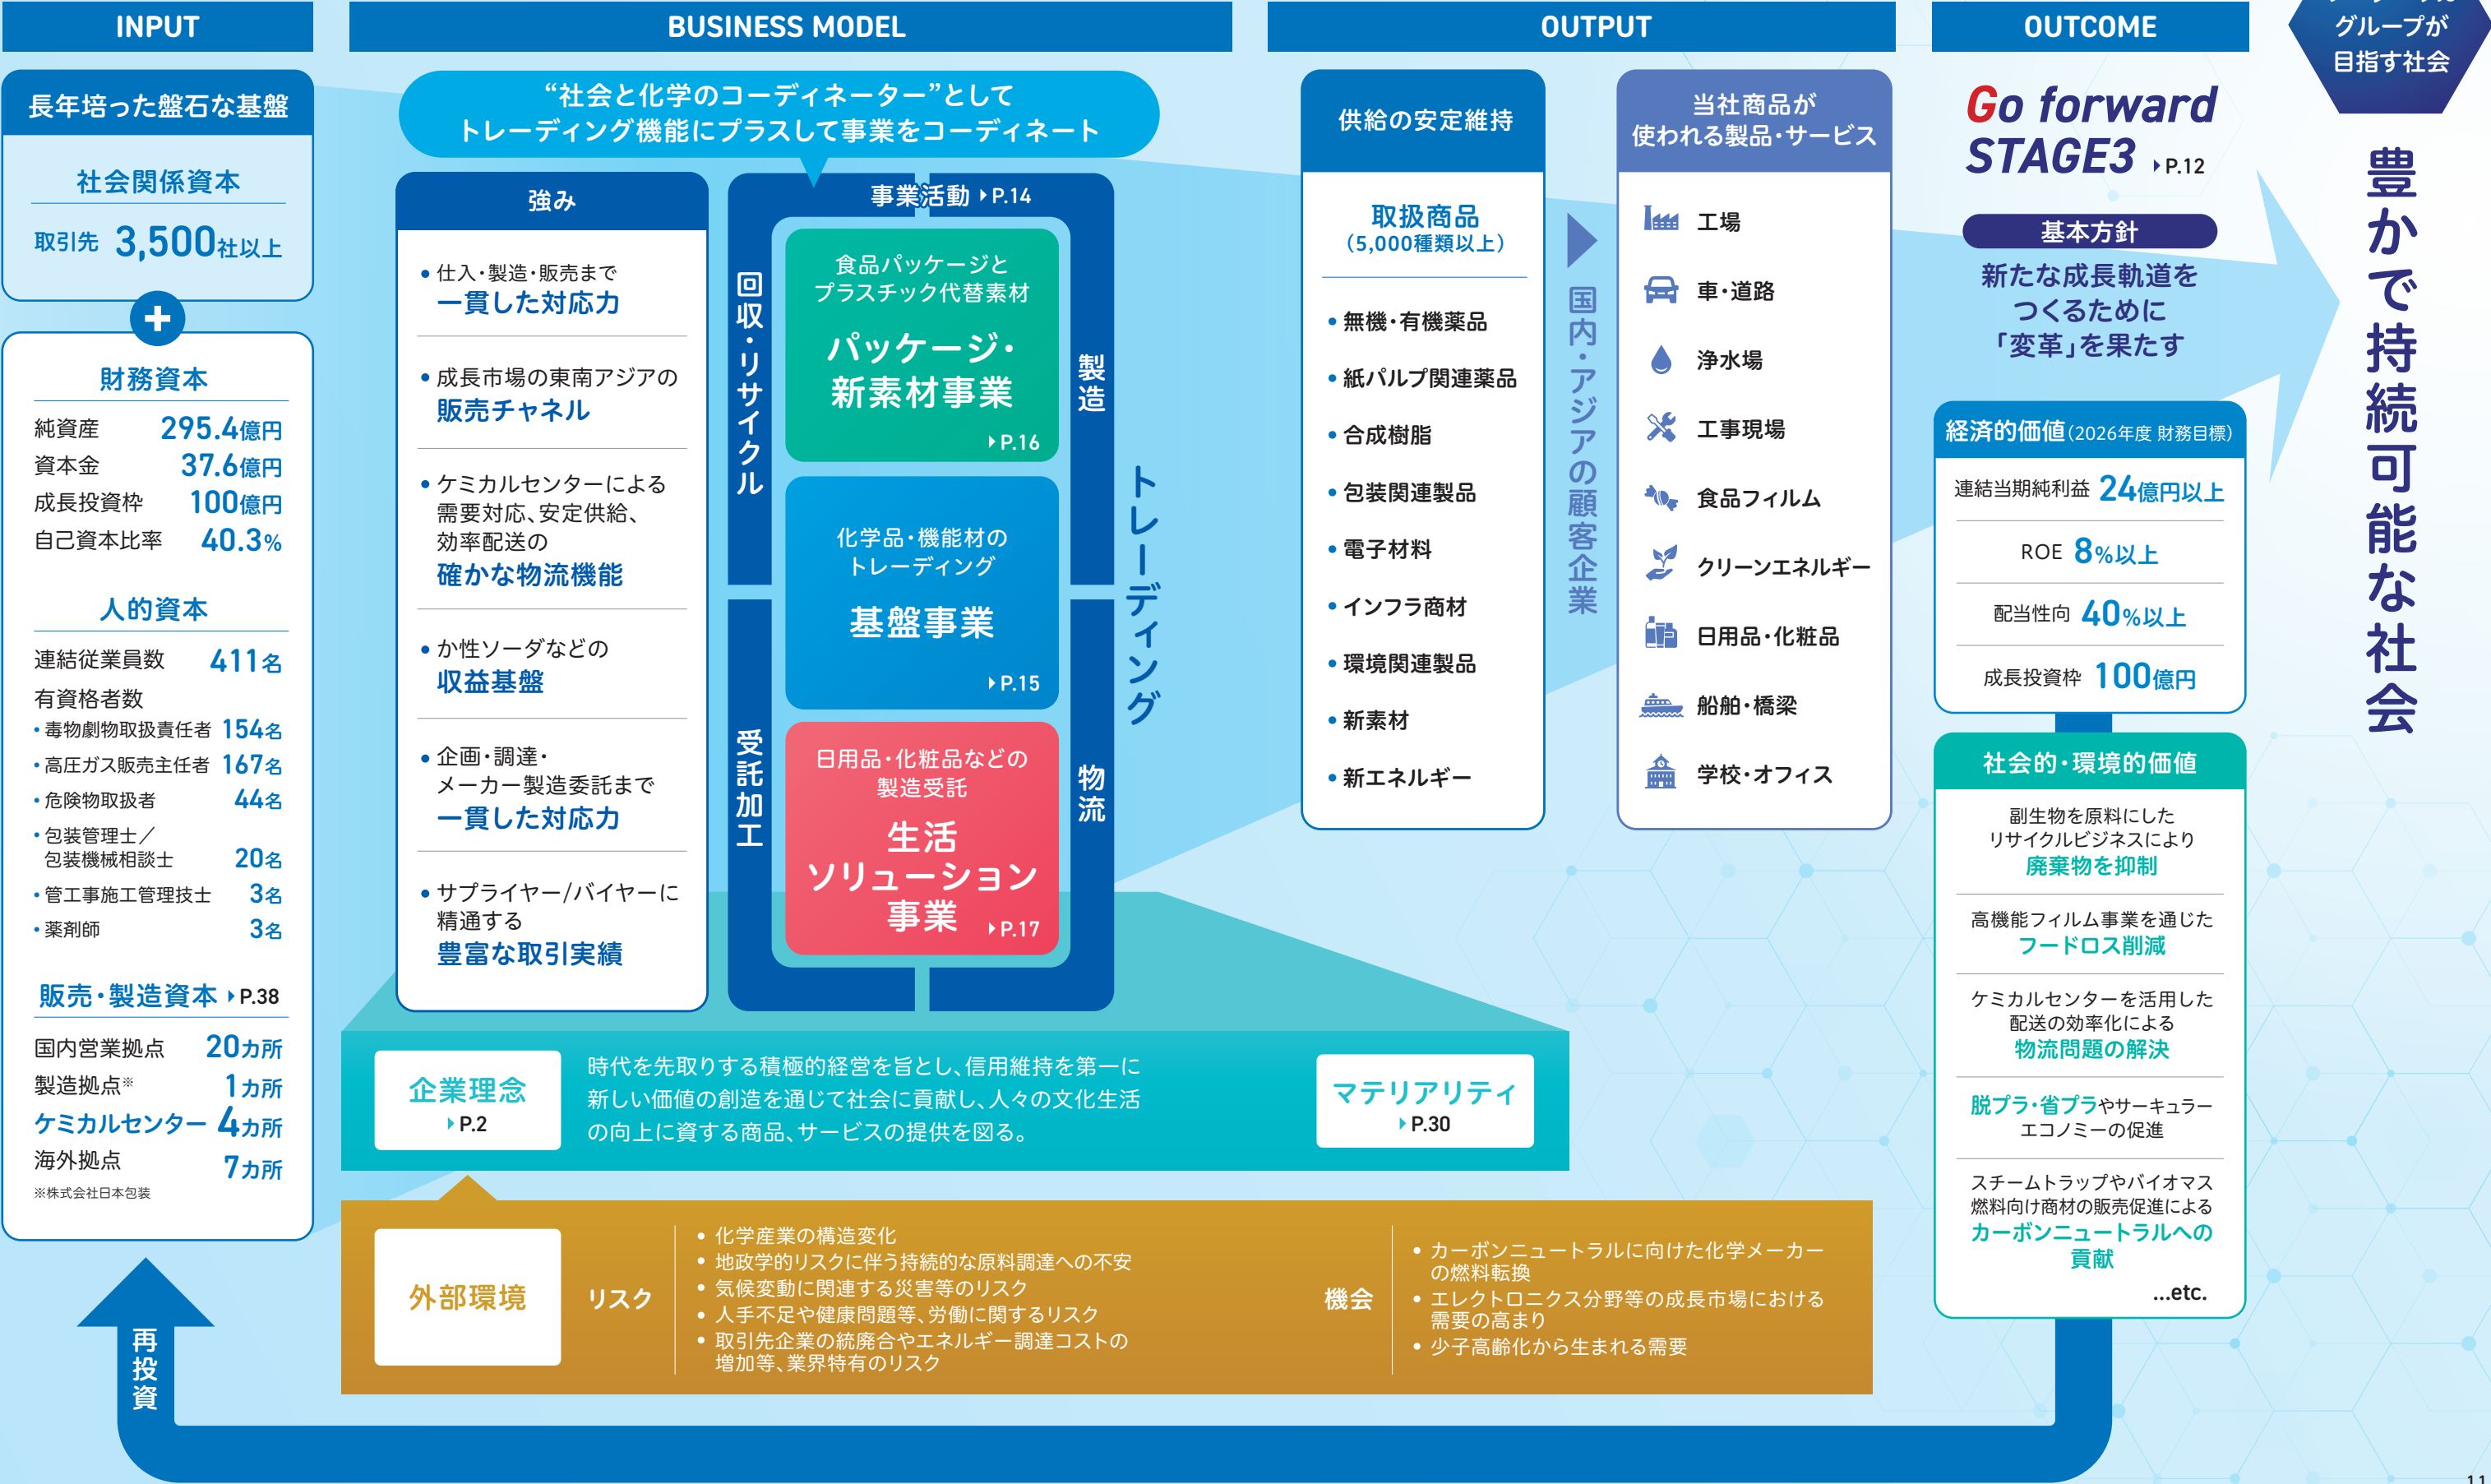 INPUT
長年培った盤石な基盤
社会関係資本
取引先 3,500社以上
+
財務資本
純資産 295.4億円
資本金 37.6億円
成長投資枠 100億円
自己資本比率 40.3%
人的資本
連結従業員数 411名
有資格者数
・毒物劇物取扱責任者 154名
・高圧ガス販売主任者 167名
・危険物取扱者 44名
・包装管理士／
包装機械相談士 20名
・管工事施工管理技士 3名
・薬剤師 3名
販売・製造資本 ▶P.38
国内営業拠点 20カ所
製造拠点※ 1カ所
ケミカルセンター 4カ所
海外拠点 7カ所
※株式会社日本包装
再投資
BUSINESS MODEL
“社会と化学のコーディネーター”として
トレーディング機能にプラスして事業をコーディネート
強み
• 仕入・製造・販売まで
一貫した対応力
• 成長市場の東南アジアの
販売チャネル
• ケミカルセンターによる
需要対応、安定供給、
効率配送の
確かな物流機能
• か性ソーダなどの
収益基盤
• 企画・調達・
メーカー製造委託まで
一貫した対応力
• サプライヤー/バイヤーに
精通する
豊富な取引実績
事業活動 ▶P.14
回収・リサイクル
製造
受託加工
物流
トレーディング
食品パッケージと
プラスチック代替素材
パッケージ・
新素材事業
▶P.16
化学品・機能材の
トレーディング
基盤事業
▶P.15
日用品・化粧品などの
製造受託
生活
ソリューション
事業 ▶P.17
企業理念
▶P.2
時代を先取りする積極的経営を旨とし、信用維持を第一に
新しい価値の創造を通じて社会に貢献し、人々の文化生活
の向上に資する商品、サービスの提供を図る。
マテリアリティ
▶P.30
外部環境
リスク
• 化学産業の構造変化
• 地政学的リスクに伴う持続的な原料調達への不安
• 気候変動に関連する災害等のリスク
• 人手不足や健康問題等、労働に関するリスク
• 取引先企業の統廃合やエネルギー調達コストの
増加等、業界特有のリスク
機会
• カーボンニュートラルに向けた化学メーカー
の燃料転換
• エレクトロニクス分野等の成長市場における
需要の高まり
• 少子高齢化から生まれる需要
OUTPUT
供給の安定維持
取扱商品
（5,000種類以上）
• 無機・有機薬品
• 紙パルプ関連薬品
• 合成樹脂
• 包装関連製品
• 電子材料
• インフラ商材
• 環境関連製品
• 新素材
• 新エネルギー
国内・アジアの顧客企業
当社商品が
使われる製品・サービス
工場
車・道路
浄水場
工事現場
食品フィルム
クリーンエネルギー
日用品・化粧品
船舶・橋梁
学校・オフィス
OUTCOME
Go forward
STAGE3 ▶P.12
基本方針
新たな成長軌道を
つくるために
「変革」を果たす
経済的価値（2026年度 財務目標）
連結当期純利益 24億円以上
ROE 8%以上
配当性向 40%以上
成長投資枠 100億円
社会的・環境的価値
副生物を原料にした
リサイクルビジネスにより
廃棄物を抑制
高機能フィルム事業を通じた
フードロス削減
ケミカルセンターを活用した
配送の効率化による
物流問題の解決
脱プラ・省プラやサーキュラー
エコノミーの促進
スチームトラップやバイオマス
燃料向け商材の販売促進による
カーボンニュートラルへの
貢献
...etc.
グループが
目指す社会
豊かで持続可能な社会